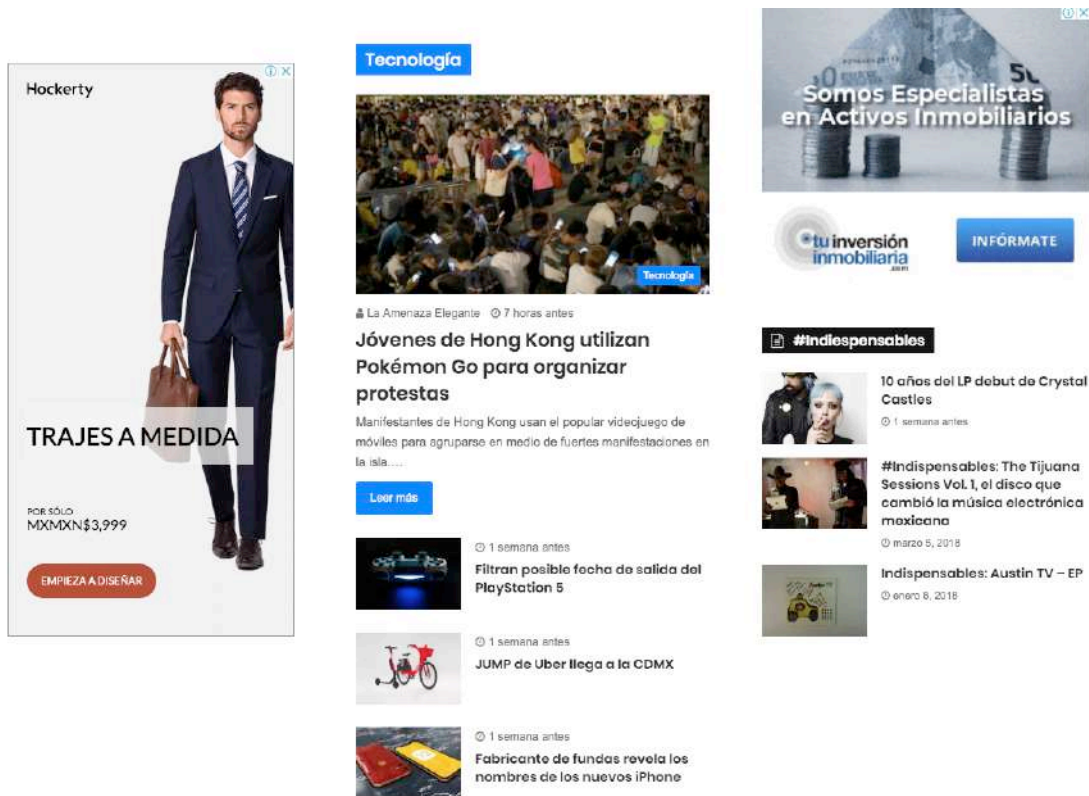 Hockerty
TRAJES A MEDIDA
POR SÓLO
MXMXN$3,999
EMPIEZA A DISEÑAR
Tecnología
Tecnología
La Amenaza Elegante 7 horas antes
Jóvenes de Hong Kong utilizan
Pokémon Go para organizar
protestas
Manifestantes de Hong Kong usan el popular videojuego de
móviles para agruparse en medio de fuertes manifestaciones en
la isla....
Leer más
1 semana antes
Filtran posible fecha de salida del
PlayStation 5
1 semana antes
JUMP de Uber llega a la CDMX
1 semana antes
Fabricante de fundas revela los
nombres de los nuevos iPhone
Somos Especialistas
en Activos Inmobiliarios
tu inversión
inmobiliaria
.com
INFÓRMATE
#Indiespensables
10 años del LP debut de Crystal
Castles
1 semana antes
#Indispensables: The Tijuana
Sessions Vol. 1, el disco que
cambió la música electrónica
mexicana
marzo 5, 2018
Indispensables: Austin TV – EP
enero 8, 2018